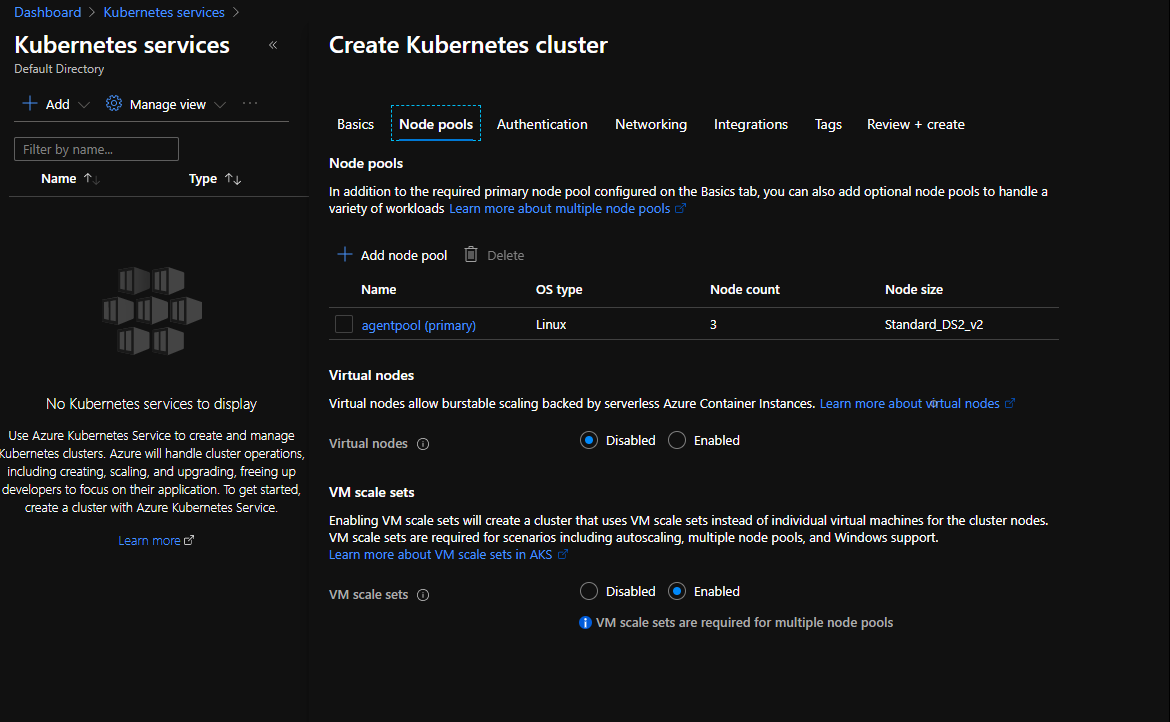 Dashboard > Kubernetes services >
Kubernetes services «
Default Directory
+ Add Manage view ···
Filter by name...
Name ↑↓ Type ↑↓
No Kubernetes services to display
Use Azure Kubernetes Service to create and manage
Kubernetes clusters. Azure will handle cluster operations,
including creating, scaling, and upgrading, freeing up
developers to focus on their application. To get started,
create a cluster with Azure Kubernetes Service.
Learn more
Create Kubernetes cluster
Basics Node pools Authentication Networking Integrations Tags Review + create
Node pools
In addition to the required primary node pool configured on the Basics tab, you can also add optional node pools to handle a
variety of workloads Learn more about multiple node pools
+ Add node pool Delete
Name OS type Node count Node size
agentpool (primary) Linux 3 Standard_DS2_v2
Virtual nodes
Virtual nodes allow burstable scaling backed by serverless Azure Container Instances. Learn more about virtual nodes
Virtual nodes Disabled Enabled
VM scale sets
Enabling VM scale sets will create a cluster that uses VM scale sets instead of individual virtual machines for the cluster nodes.
VM scale sets are required for scenarios including autoscaling, multiple node pools, and Windows support.
Learn more about VM scale sets in AKS
VM scale sets Disabled Enabled
VM scale sets are required for multiple node pools